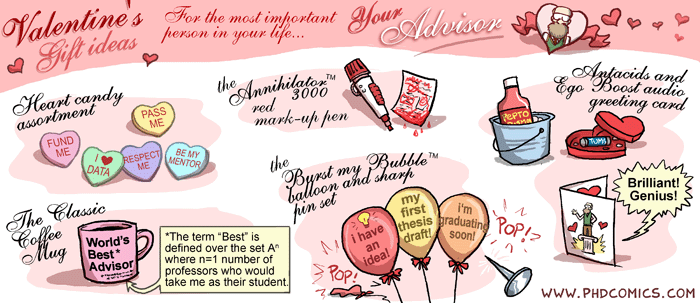 Valentine's
Gift ideas
For the most important
person in your life...
Your
Advisor
Heart candy
assortment
PASS
ME
FUND
ME
I
DATA
RESPECT
ME
BE MY
MENTOR
the
Annihilator™
3000
red
mark-up pen
Antacids and
Ego Boost audio
greeting card
PEPTO
TUMS
Brilliant!
Genius!
The Classic
Coffee
Mug
World's
Best*
Advisor
*The term "Best" is
defined over the set Aⁿ
where n=1 number of
professors who would
take me as their student.
the
Burst my Bubble™
balloon and sharp
pin set
i have
an
idea!
my
first
thesis
draft!
i'm
graduating
soon!
POP!
POP!
WWW.PHDCOMICS.COM